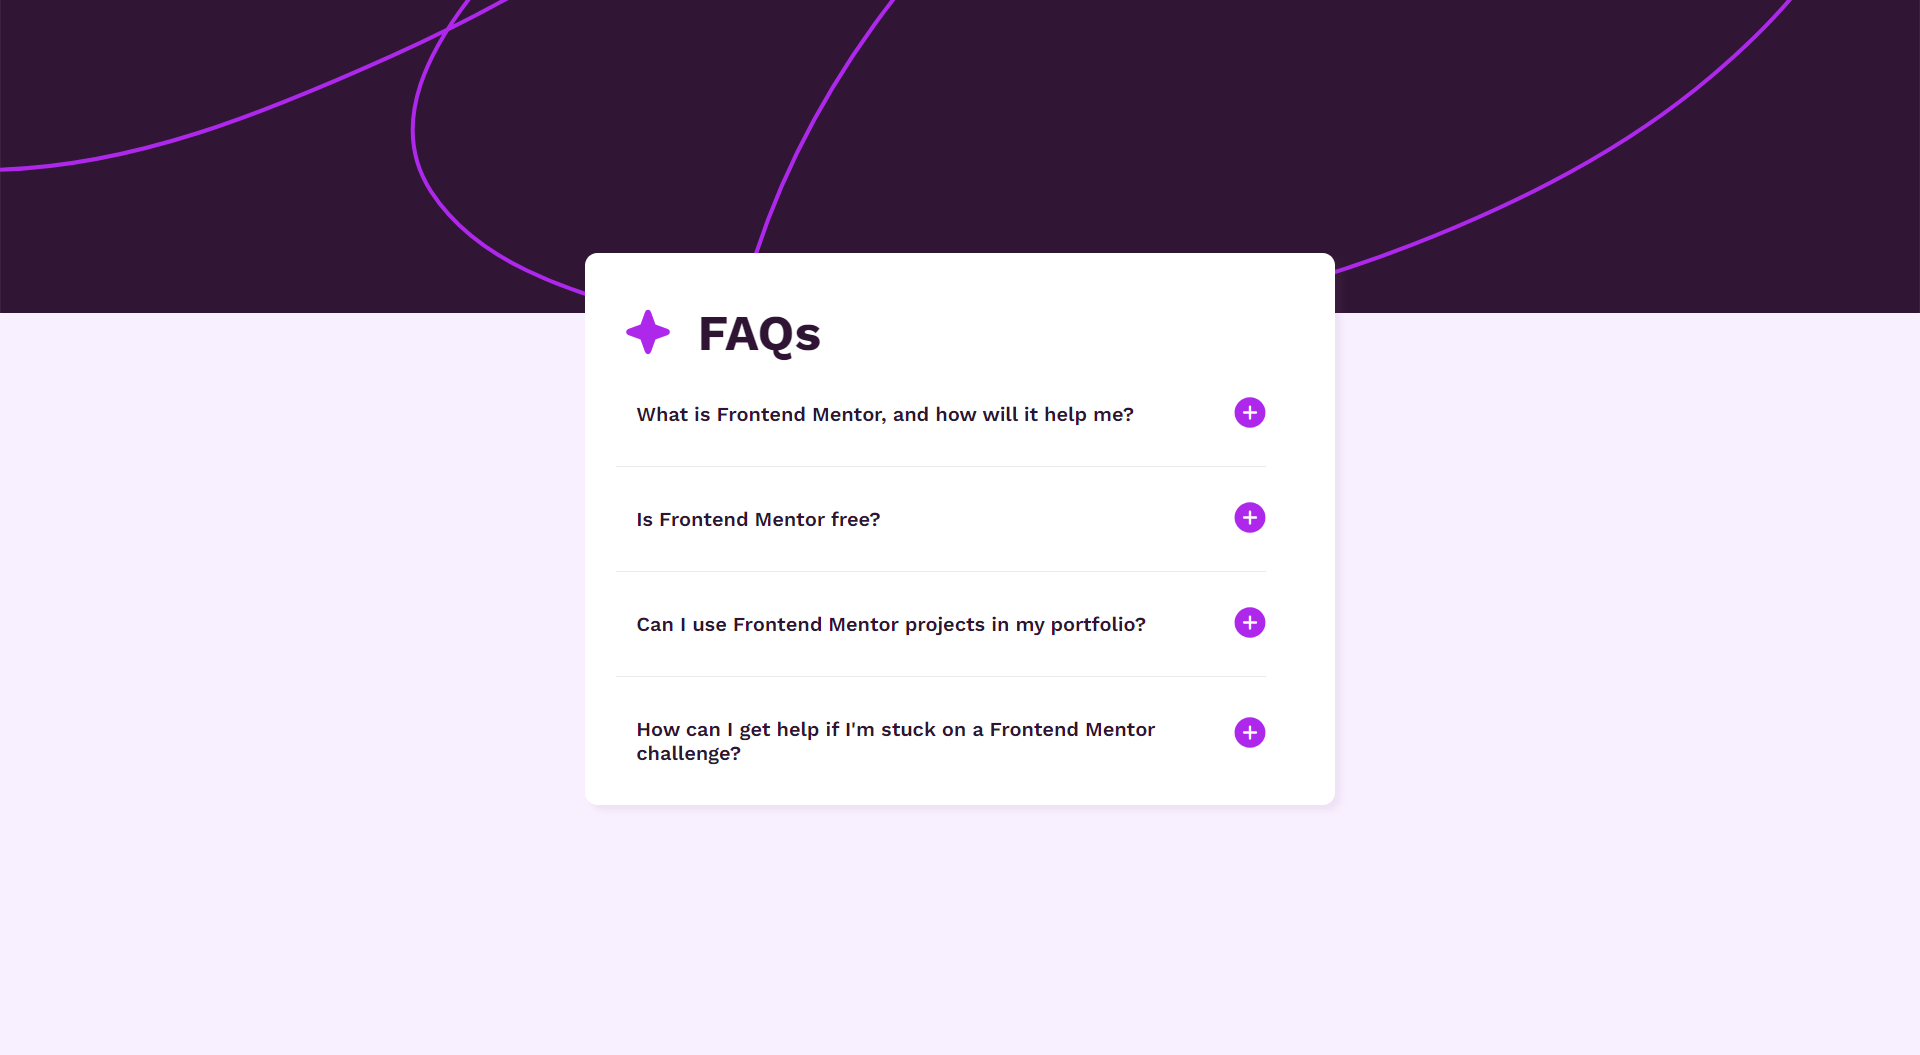 FAQs
What is Frontend Mentor, and how will it help me?
Is Frontend Mentor free?
Can I use Frontend Mentor projects in my portfolio?
How can I get help if I'm stuck on a Frontend Mentor
challenge?